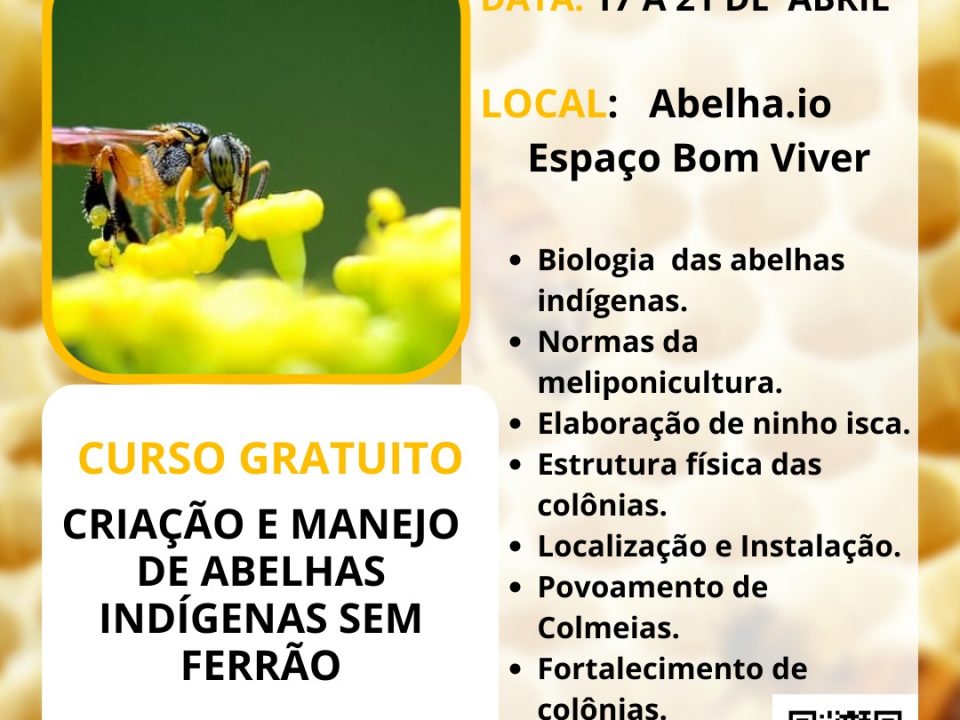 DATA: 17 A 21 DE ABRIL
LOCAL: Abelha.io
Espaço Bom Viver
• Biologia das abelhas
indígenas.
• Normas da
meliponicultura.
• Elaboração de ninho isca.
• Estrutura física das
colônias.
• Localização e Instalação.
• Povoamento de
Colmeias.
• Fortalecimento de
colônias.
CURSO GRATUITO
CRIAÇÃO E MANEJO
DE ABELHAS
INDÍGENAS SEM
FERRÃO